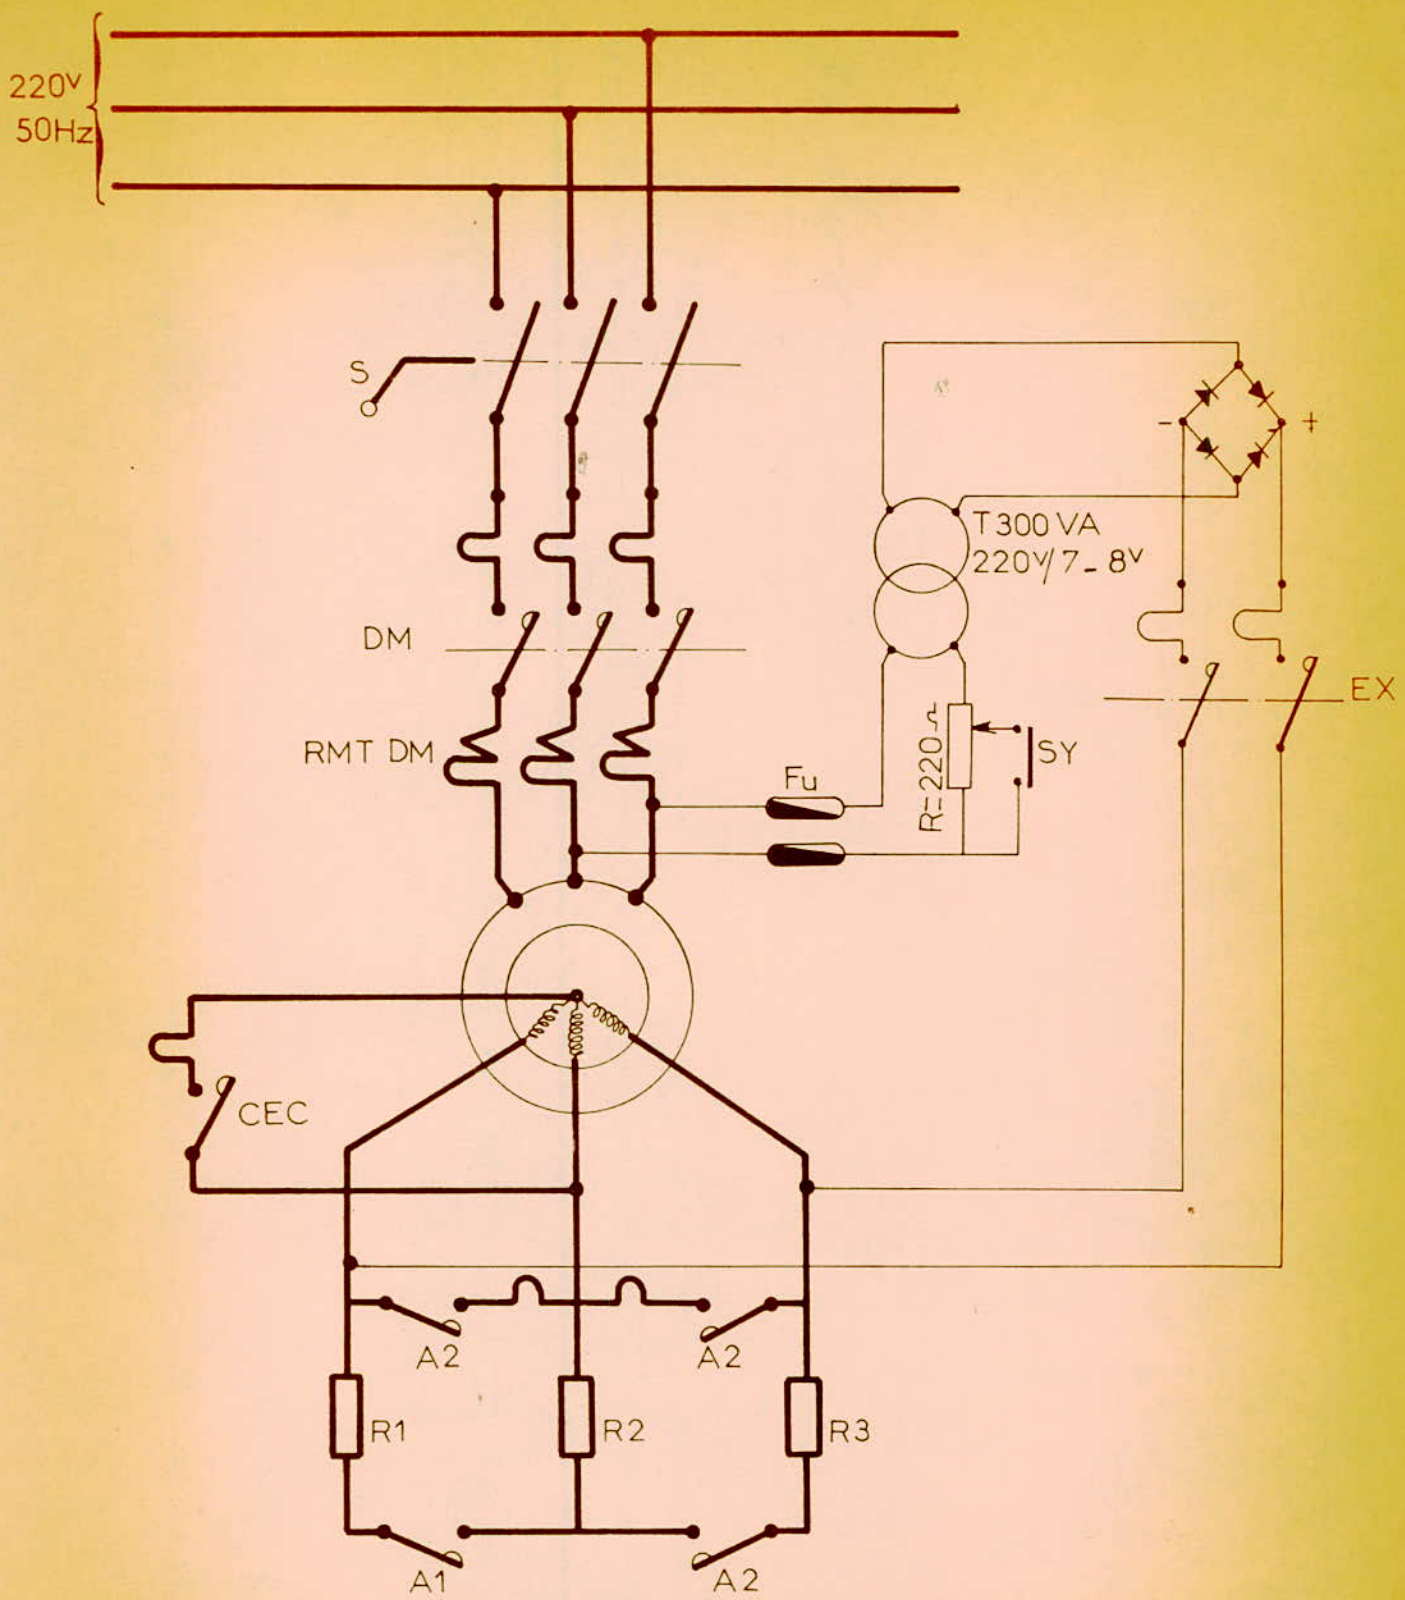 220V
50Hz
S
- +
T 300 VA
220V/7_8V
DM
EX
RMT DM
R=220Ω
SY
Fu
CEC
A2
A2
R1
R2
R3
A1
A2